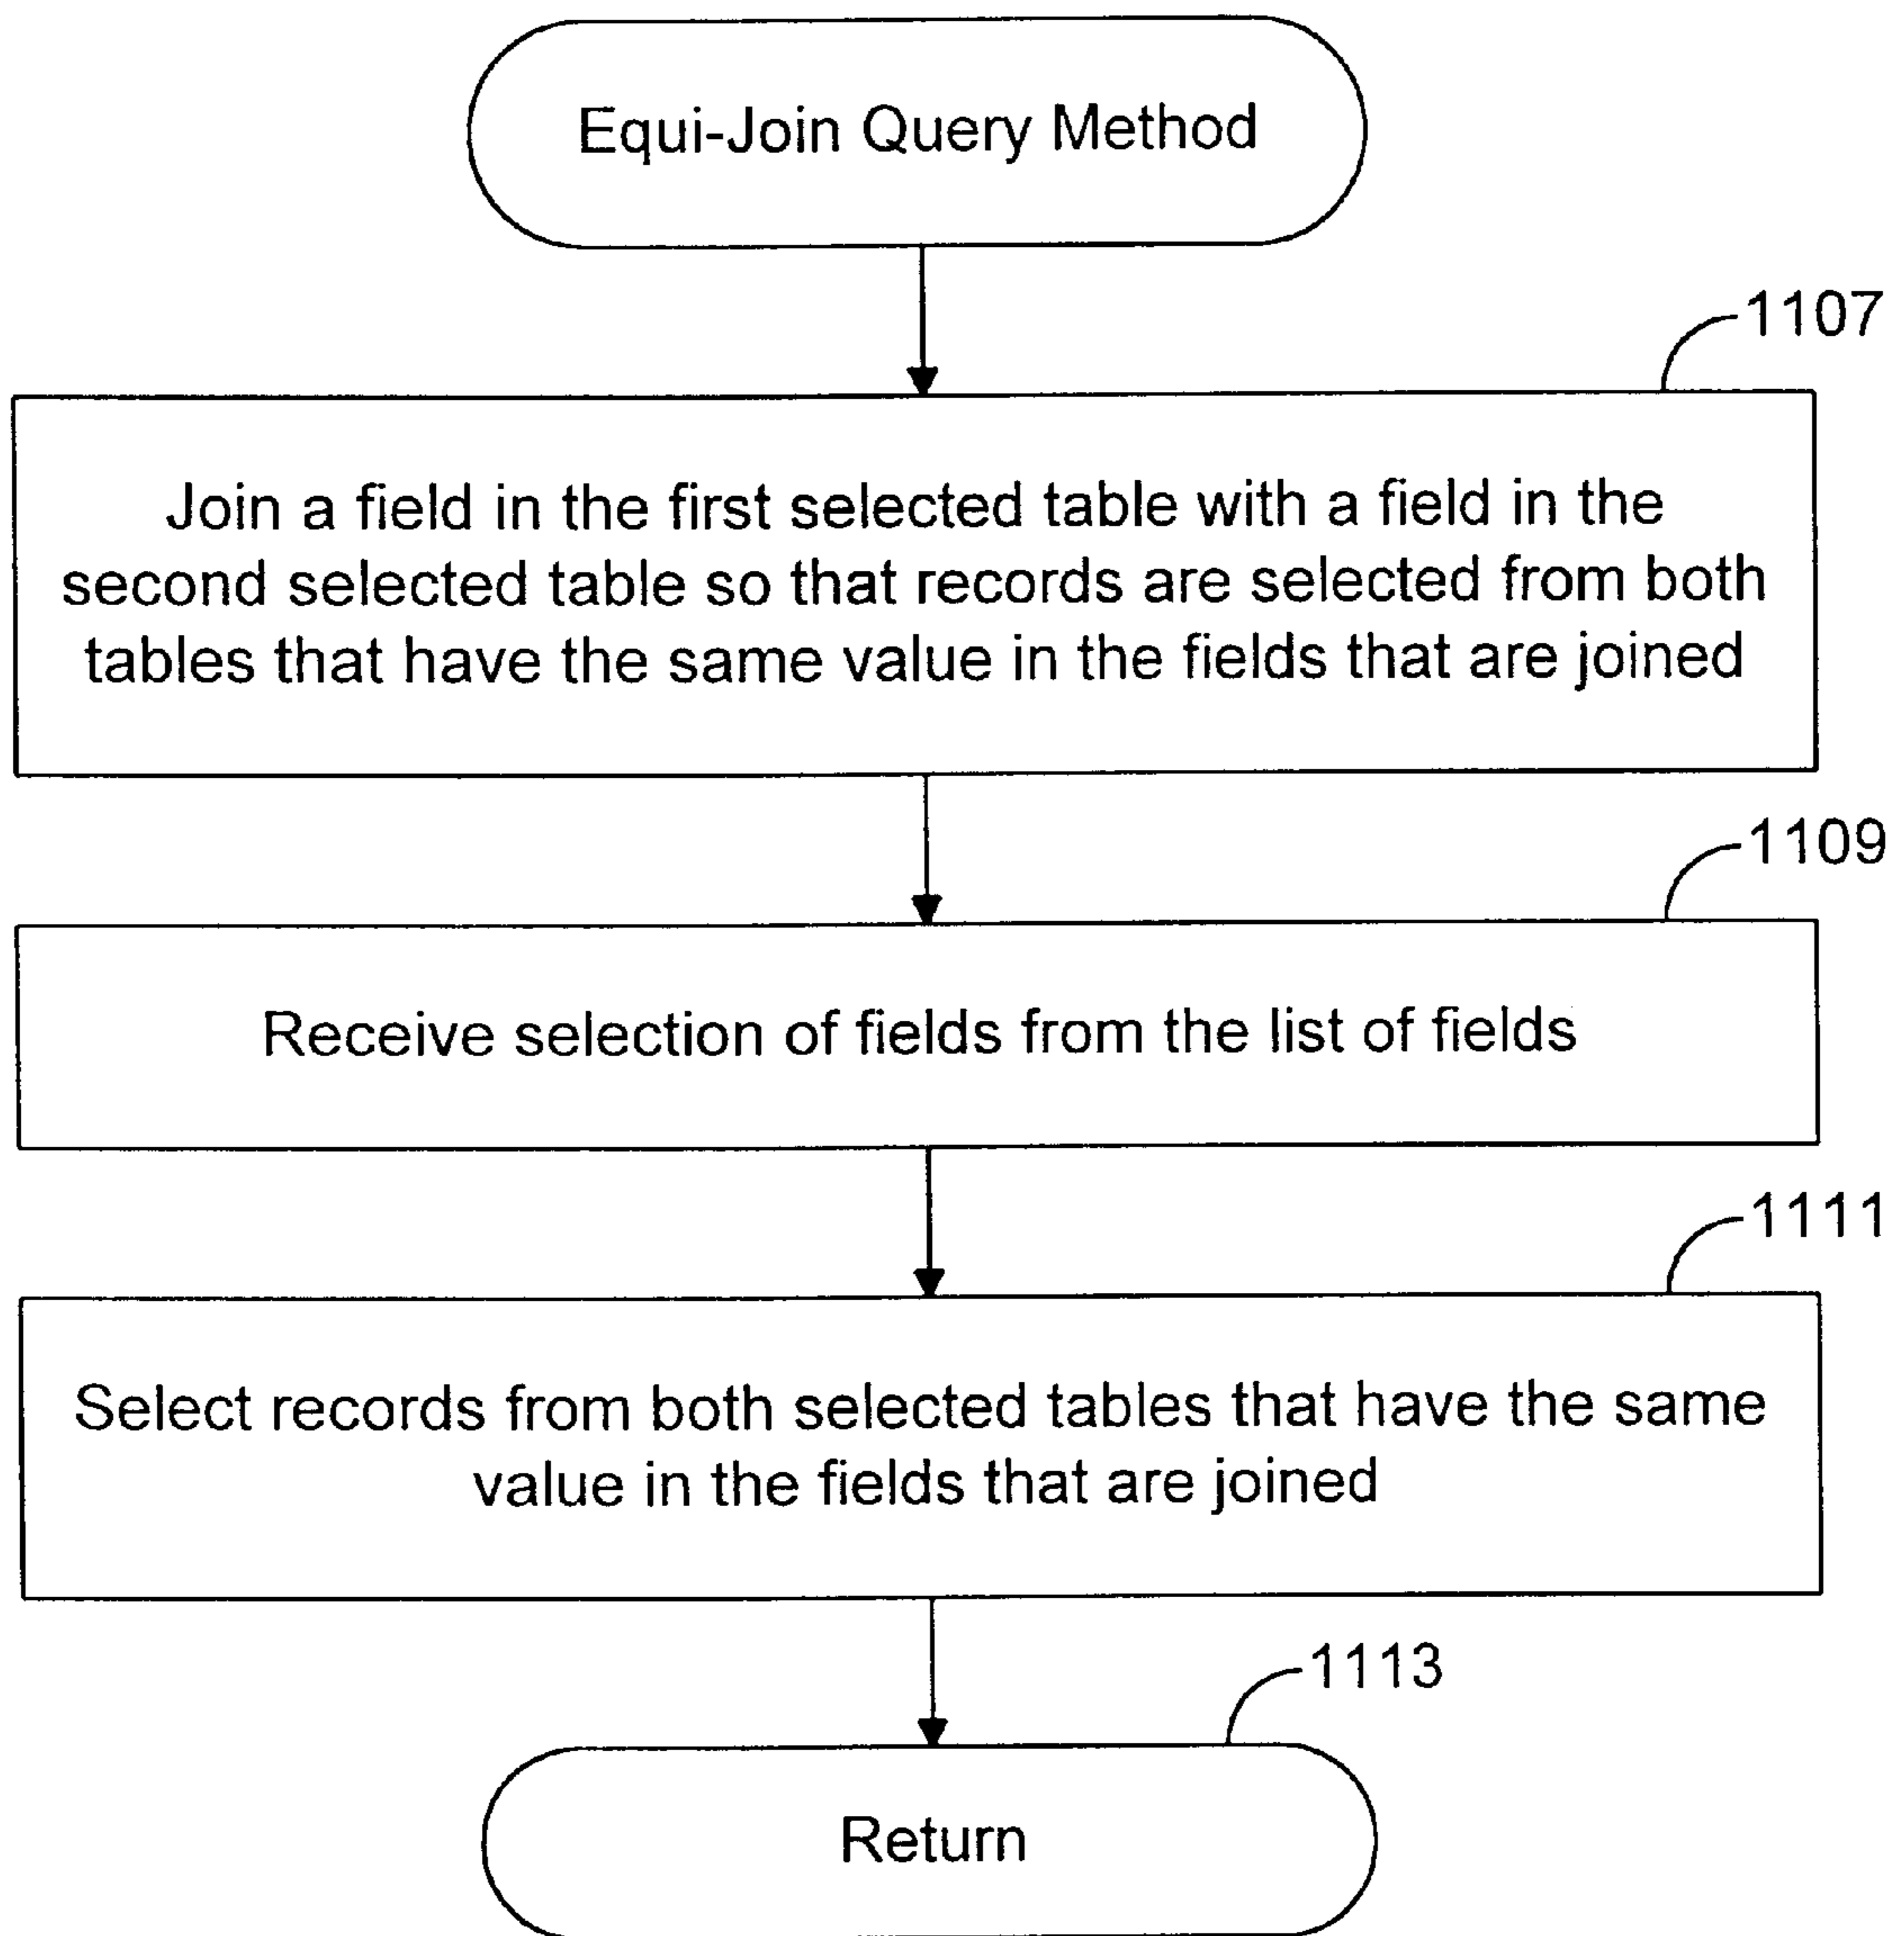 Equi-Join Query Method
1107
Join a field in the first selected table with a field in the
second selected table so that records are selected from both
tables that have the same value in the fields that are joined
1109
Receive selection of fields from the list of fields
1111
Select records from both selected tables that have the same
value in the fields that are joined
1113
Return